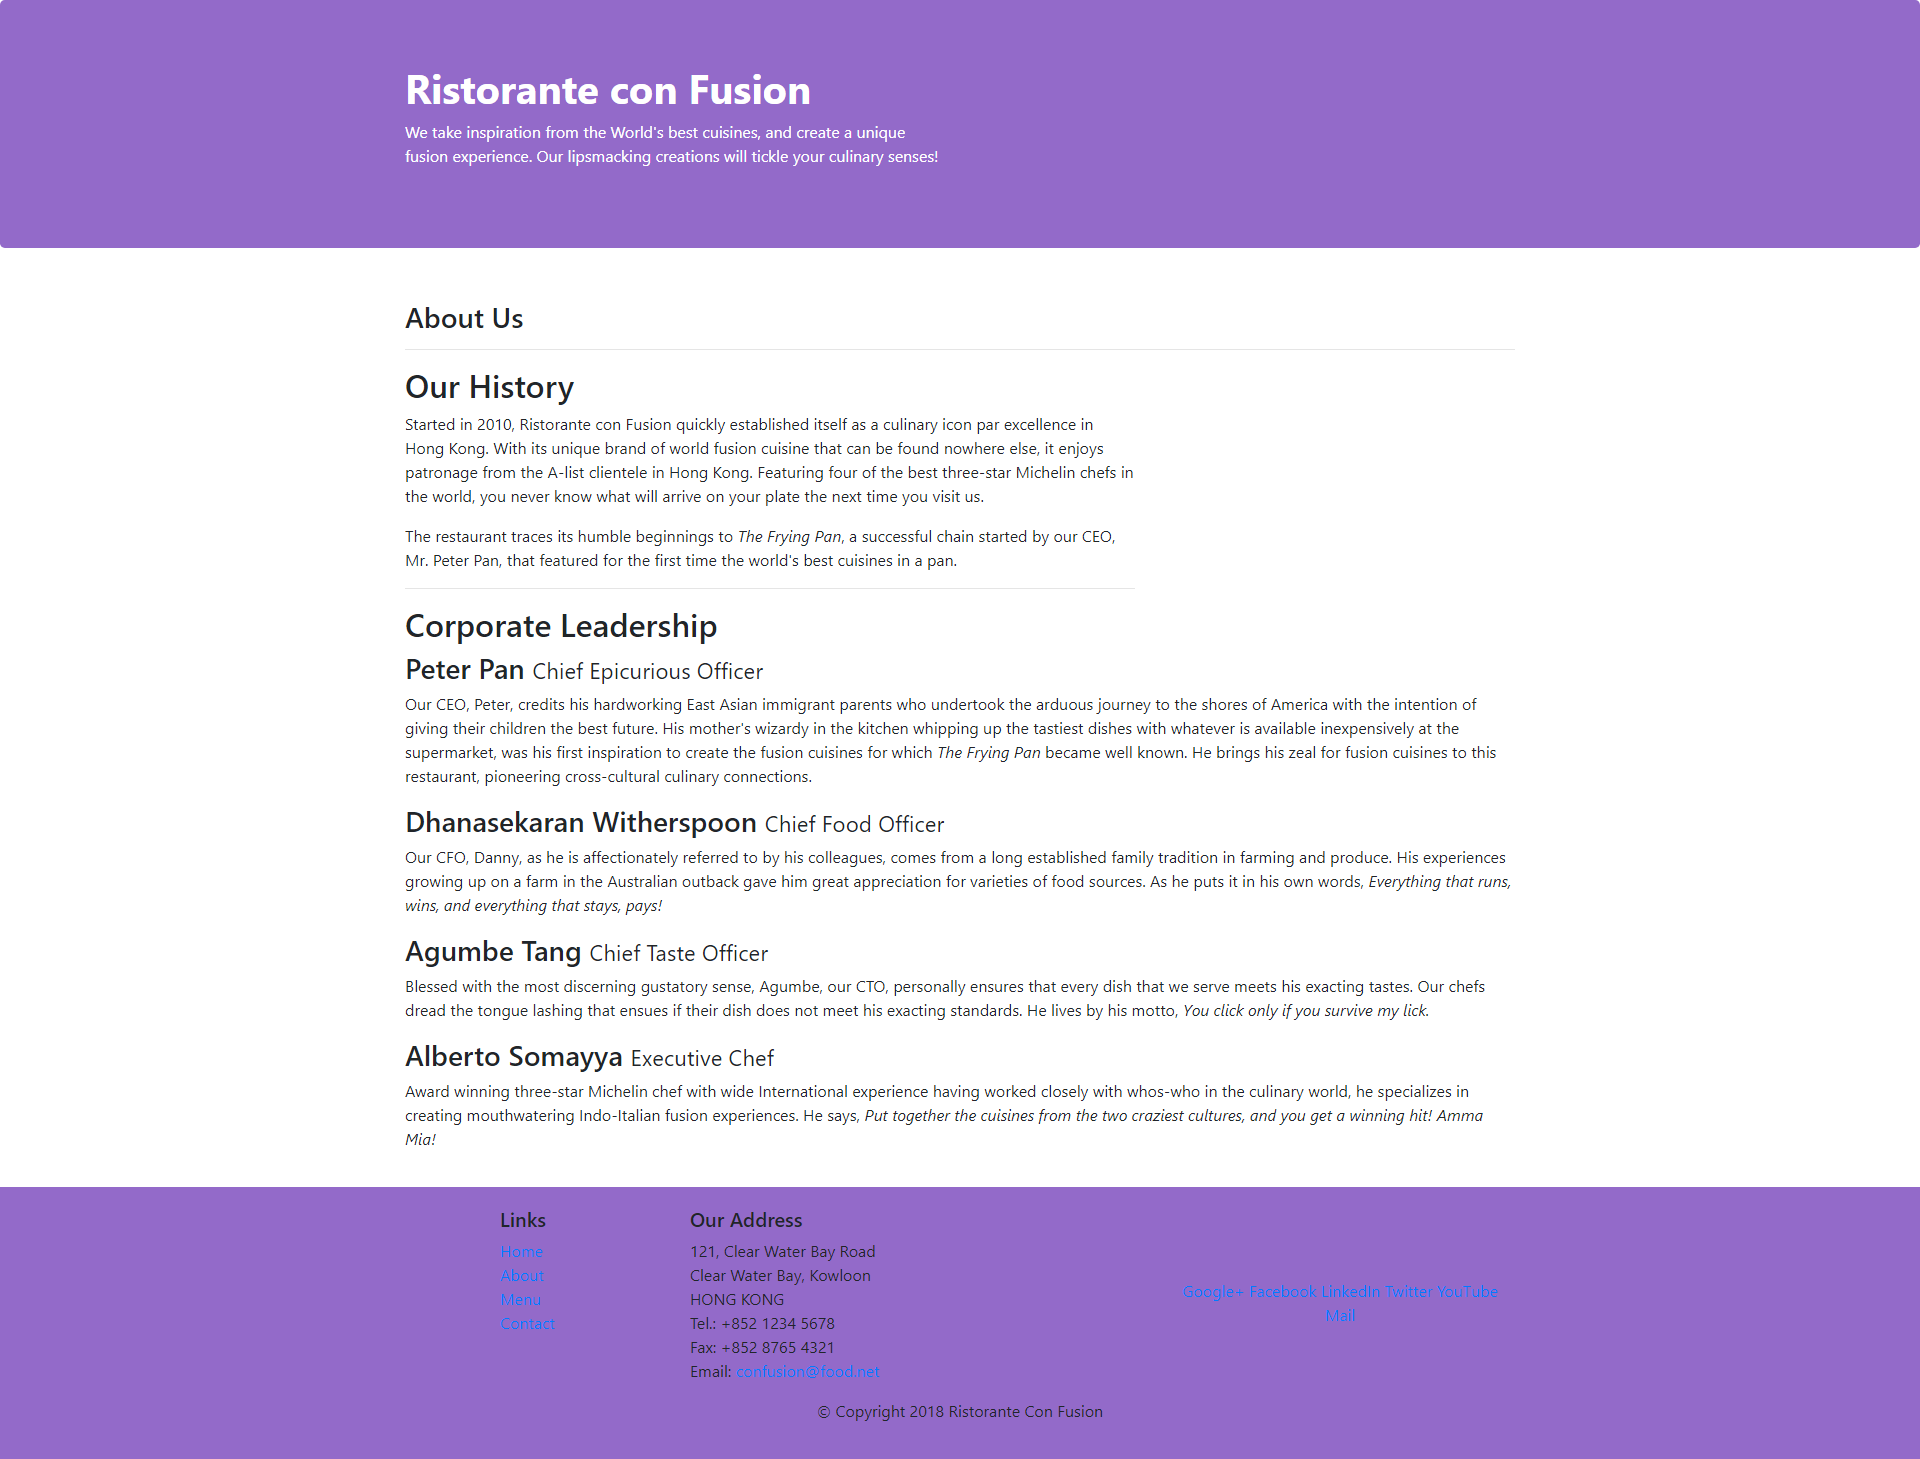 Ristorante con Fusion
We take inspiration from the World's best cuisines, and create a unique
fusion experience. Our lipsmacking creations will tickle your culinary senses!
About Us
Our History
Started in 2010, Ristorante con Fusion quickly established itself as a culinary icon par excellence in
Hong Kong. With its unique brand of world fusion cuisine that can be found nowhere else, it enjoys
patronage from the A-list clientele in Hong Kong. Featuring four of the best three-star Michelin chefs in
the world, you never know what will arrive on your plate the next time you visit us.
The restaurant traces its humble beginnings to The Frying Pan, a successful chain started by our CEO,
Mr. Peter Pan, that featured for the first time the world's best cuisines in a pan.
Corporate Leadership
Peter Pan Chief Epicurious Officer
Our CEO, Peter, credits his hardworking East Asian immigrant parents who undertook the arduous journey to the shores of America with the intention of
giving their children the best future. His mother's wizardy in the kitchen whipping up the tastiest dishes with whatever is available inexpensively at the
supermarket, was his first inspiration to create the fusion cuisines for which The Frying Pan became well known. He brings his zeal for fusion cuisines to this
restaurant, pioneering cross-cultural culinary connections.
Dhanasekaran Witherspoon Chief Food Officer
Our CFO, Danny, as he is affectionately referred to by his colleagues, comes from a long established family tradition in farming and produce. His experiences
growing up on a farm in the Australian outback gave him great appreciation for varieties of food sources. As he puts it in his own words, Everything that runs,
wins, and everything that stays, pays!
Agumbe Tang Chief Taste Officer
Blessed with the most discerning gustatory sense, Agumbe, our CTO, personally ensures that every dish that we serve meets his exacting tastes. Our chefs
dread the tongue lashing that ensues if their dish does not meet his exacting standards. He lives by his motto, You click only if you survive my lick.
Alberto Somayya Executive Chef
Award winning three-star Michelin chef with wide International experience having worked closely with whos-who in the culinary world, he specializes in
creating mouthwatering Indo-Italian fusion experiences. He says, Put together the cuisines from the two craziest cultures, and you get a winning hit! Amma
Mia!
Links
Home
About
Menu
Contact
Our Address
121, Clear Water Bay Road
Clear Water Bay, Kowloon
HONG KONG
Tel.: +852 1234 5678
Fax: +852 8765 4321
Email: confusion@food.net
Google+ Facebook LinkedIn Twitter YouTube
Mail
© Copyright 2018 Ristorante Con Fusion